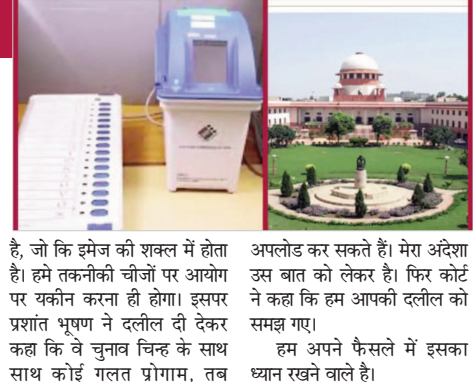 है, जो कि इमेज की शक्ल में होता
है। हमे तकनीकी चीजों पर आयोग
पर यकीन करना ही होगा। इसपर
प्रशांत भूषण ने दलील दी देकर
कहा कि वे चुनाव चिन्ह के साथ
साथ कोई गलत प्रोगाम, तब
अपलोड कर सकते हैं। मेरा अंदेशा
उस बात को लेकर है। फिर कोर्ट
ने कहा कि हम आपकी दलील को
समझ गए।
हम अपने फैसले में इसका
ध्यान रखने वाले है।